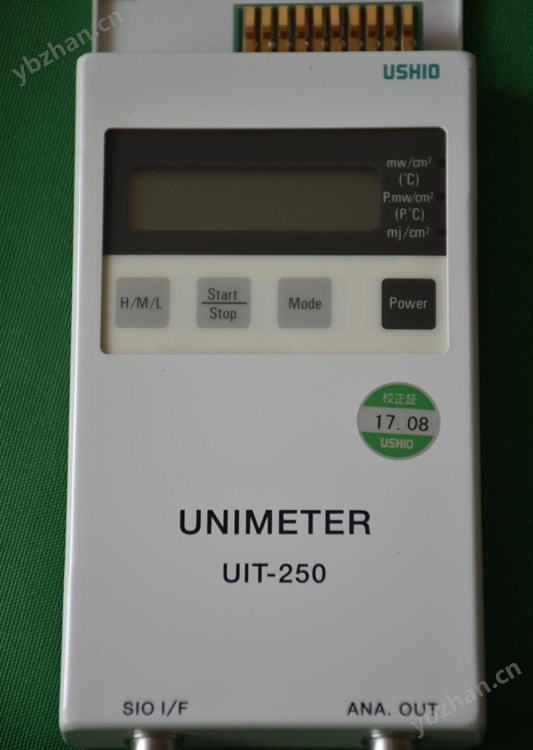 ybzhan.cn
USHIO
mw/cm²
(°C)
P.mw/cm²
(P.°C)
mj/cm²
H/M/L
Start
Stop
Mode
Power
校正証
17.08
USHIO
UNIMETER
UIT-250
SIO I/F
ANA. OUT
ybzhan.cn